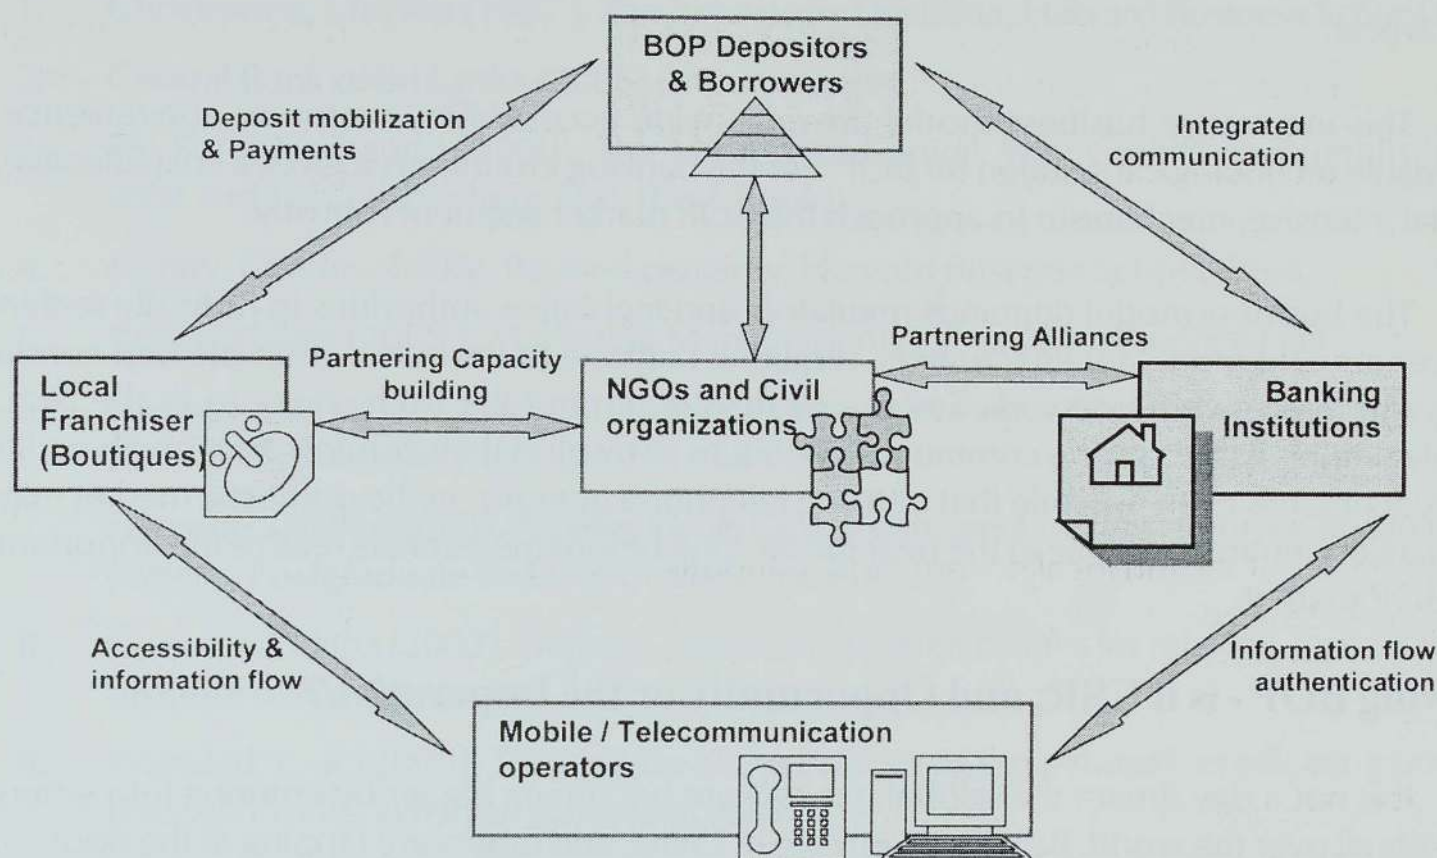 BOP Depositors
& Borrowers
Deposit mobilization
& Payments
Integrated
communication
Partnering Capacity
building
Partnering Alliances
Local
Franchiser
(Boutiques)
NGOs and Civil
organizations
Banking
Institutions
Accessibility &
information flow
Information flow
authentication
Mobile / Telecommunication
operators